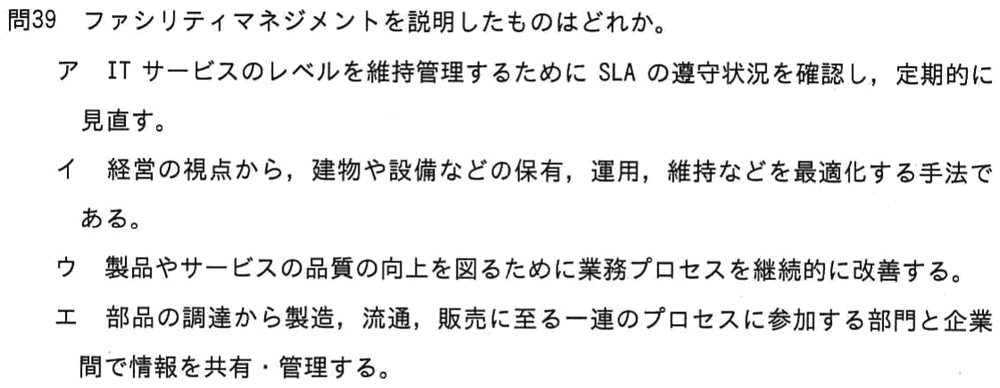 問39 ファシリティマネジメントを説明したものはどれか。
ア IT サービスのレベルを維持管理するために SLA の遵守状況を確認し，定期的に
見直す。
イ 経営の視点から，建物や設備などの保有，運用，維持などを最適化する手法で
ある。
ウ 製品やサービスの品質の向上を図るために業務プロセスを継続的に改善する。
エ 部品の調達から製造，流通，販売に至る一連のプロセスに参加する部門と企業
間で情報を共有・管理する。